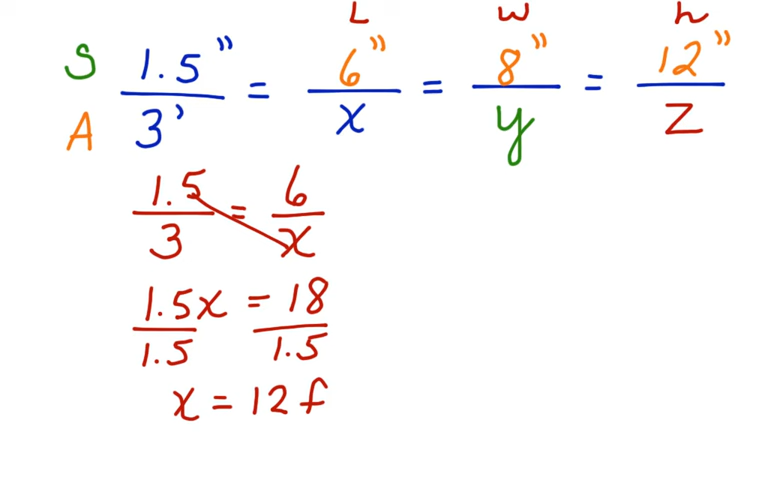 L W h
S 1.5" = 6" = 8" = 12"
A 3' x y z
1.5 = 6
3 x
1.5x = 18
1.5 1.5
x = 12 f